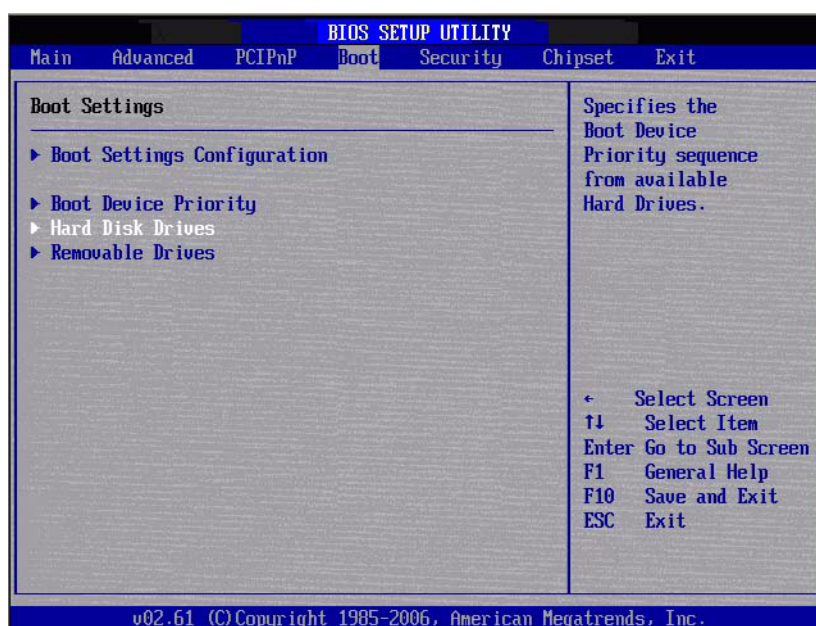 BIOS SETUP UTILITY
Main Advanced PCIPnP Boot Security Chipset Exit
Boot Settings
▶ Boot Settings Configuration
▶ Boot Device Priority
▶ Hard Disk Drives
▶ Removable Drives
Specifies the
Boot Device
Priority sequence
from available
Hard Drives.
← Select Screen
↑↓ Select Item
Enter Go to Sub Screen
F1 General Help
F10 Save and Exit
ESC Exit
v02.61 (C)Copyright 1985-2006, American Megatrends, Inc.